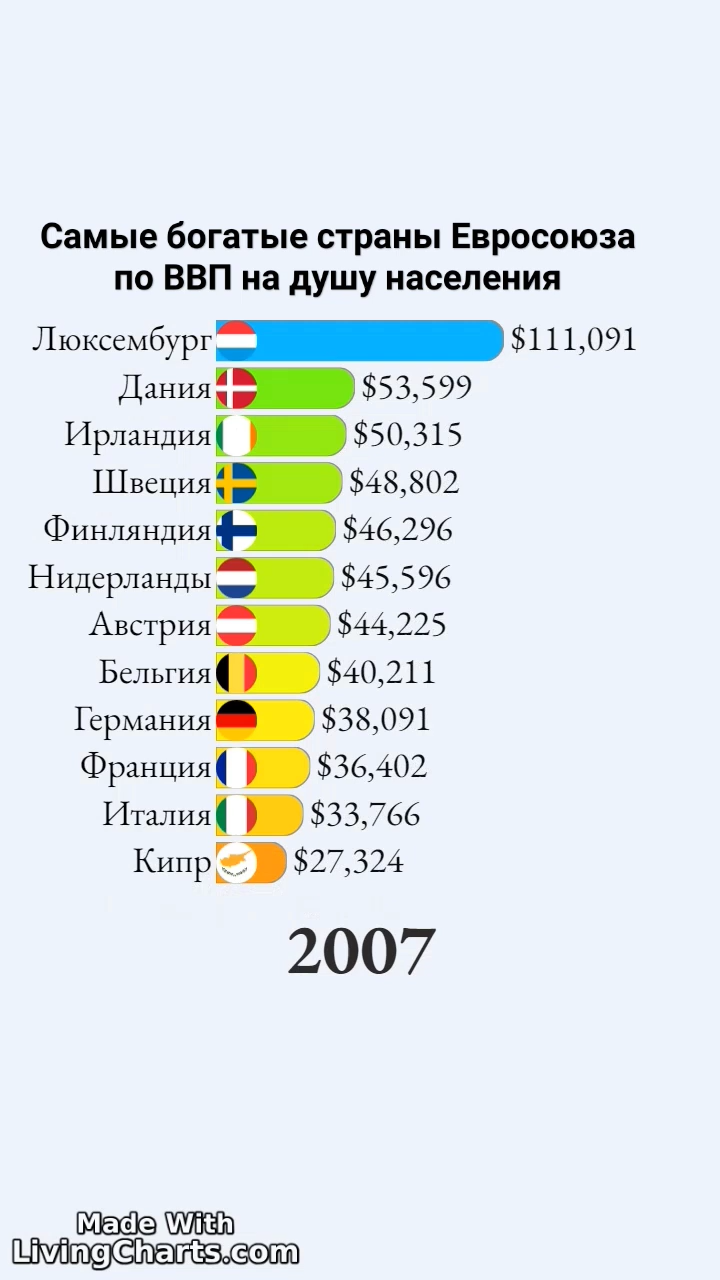 Самые богатые страны Евросоюза
по ВВП на душу населения
Люксембург $111,091
Дания $53,599
Ирландия $50,315
Швеция $48,802
Финляндия $46,296
Нидерланды $45,596
Австрия $44,225
Бельгия $40,211
Германия $38,091
Франция $36,402
Италия $33,766
Кипр $27,324
2007
Made With
LivingCharts.com